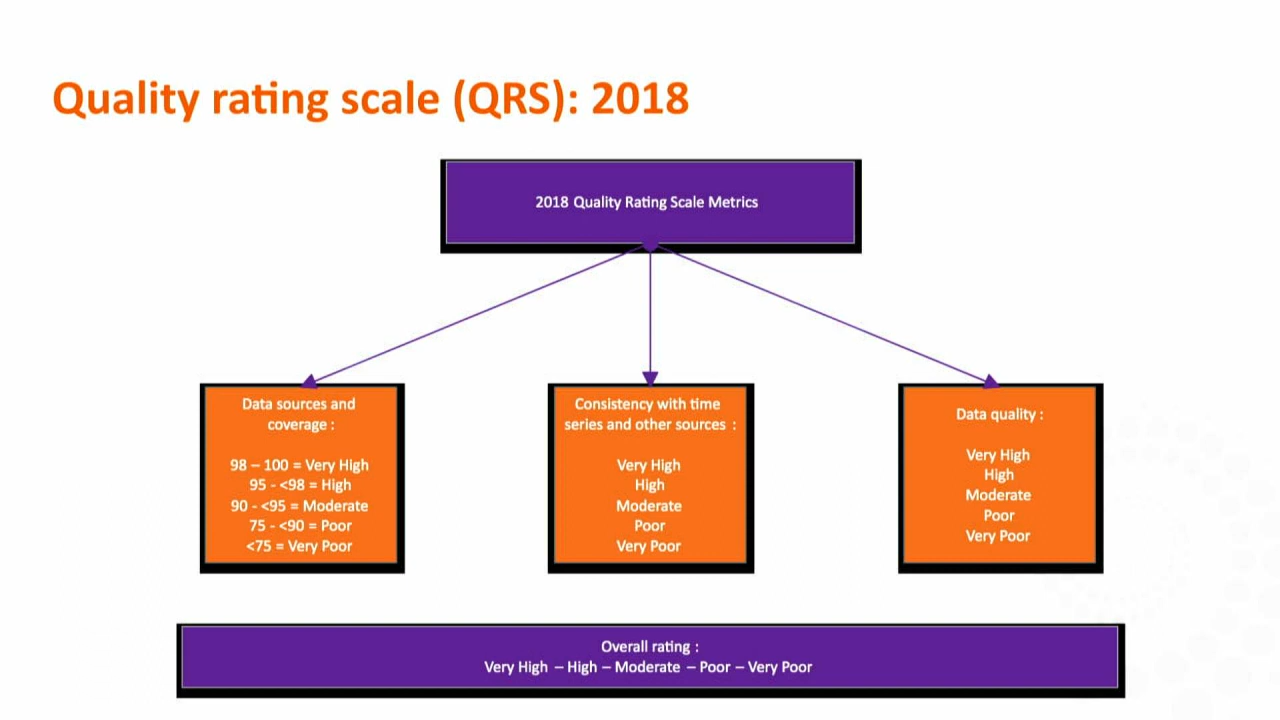 Quality rating scale (QRS): 2018
2018 Quality Rating Scale Metrics
Data sources and
coverage :
98 – 100 = Very High
95 - <98 = High
90 - <95 = Moderate
75 - <90 = Poor
<75 = Very Poor
Consistency with time
series and other sources :
Very High
High
Moderate
Poor
Very Poor
Data quality :
Very High
High
Moderate
Poor
Very Poor
Overall rating :
Very High – High – Moderate – Poor – Very Poor